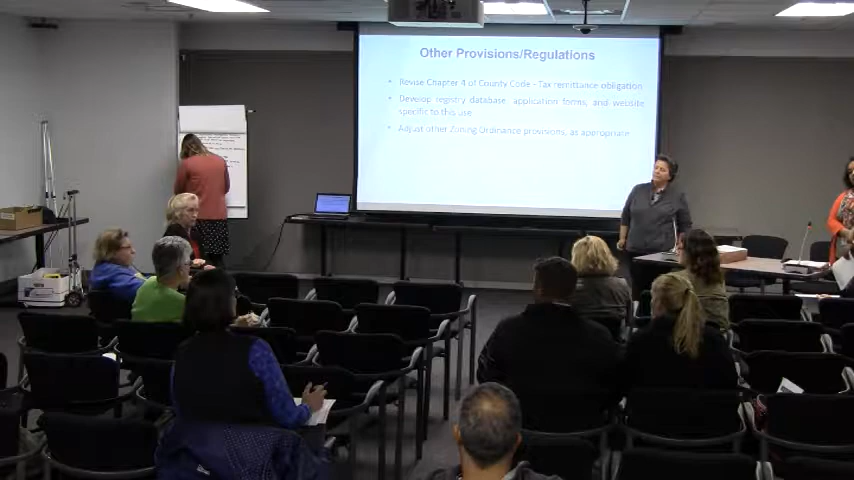 Other Provisions/Regulations
• Revise Chapter 4 of County Code - Tax remittance obligation
• Develop registry database, application forms, and website
specific to this use
• Adjust other Zoning Ordinance provisions, as appropriate